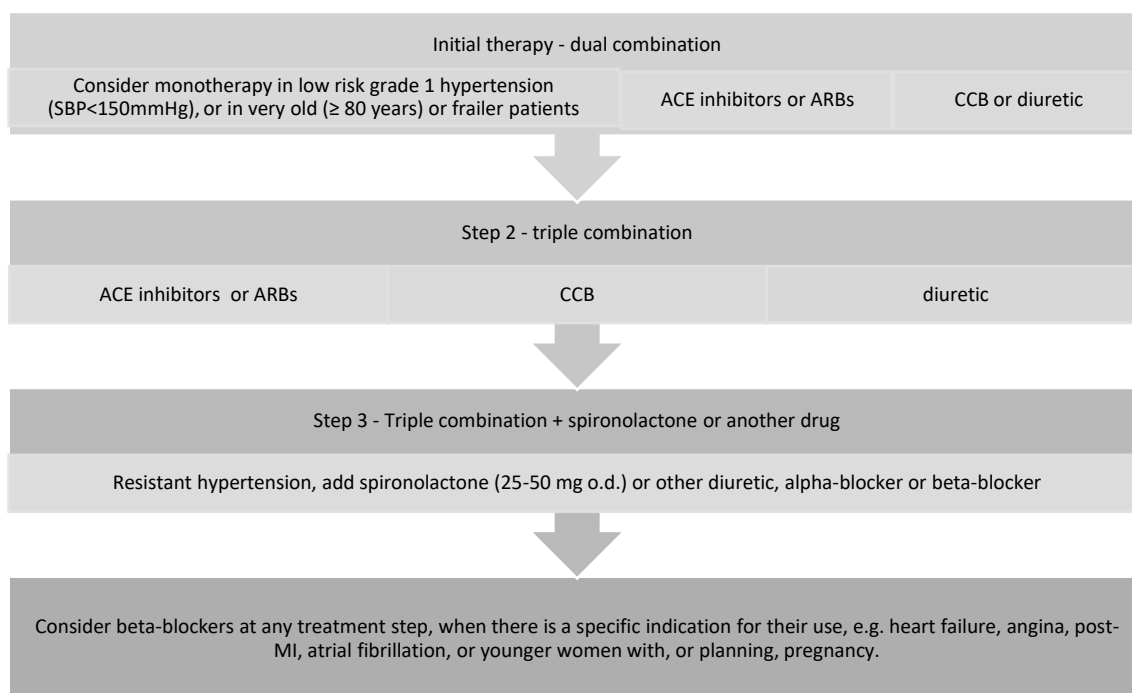 Initial therapy - dual combination
Consider monotherapy in low risk grade 1 hypertension
(SBP<150mmHg), or in very old (≥ 80 years) or frailer patients
ACE inhibitors or ARBs
CCB or diuretic
Step 2 - triple combination
ACE inhibitors or ARBs
CCB
diuretic
Step 3 - Triple combination + spironolactone or another drug
Resistant hypertension, add spironolactone (25-50 mg o.d.) or other diuretic, alpha-blocker or beta-blocker
Consider beta-blockers at any treatment step, when there is a specific indication for their use, e.g. heart failure, angina, post-
MI, atrial fibrillation, or younger women with, or planning, pregnancy.